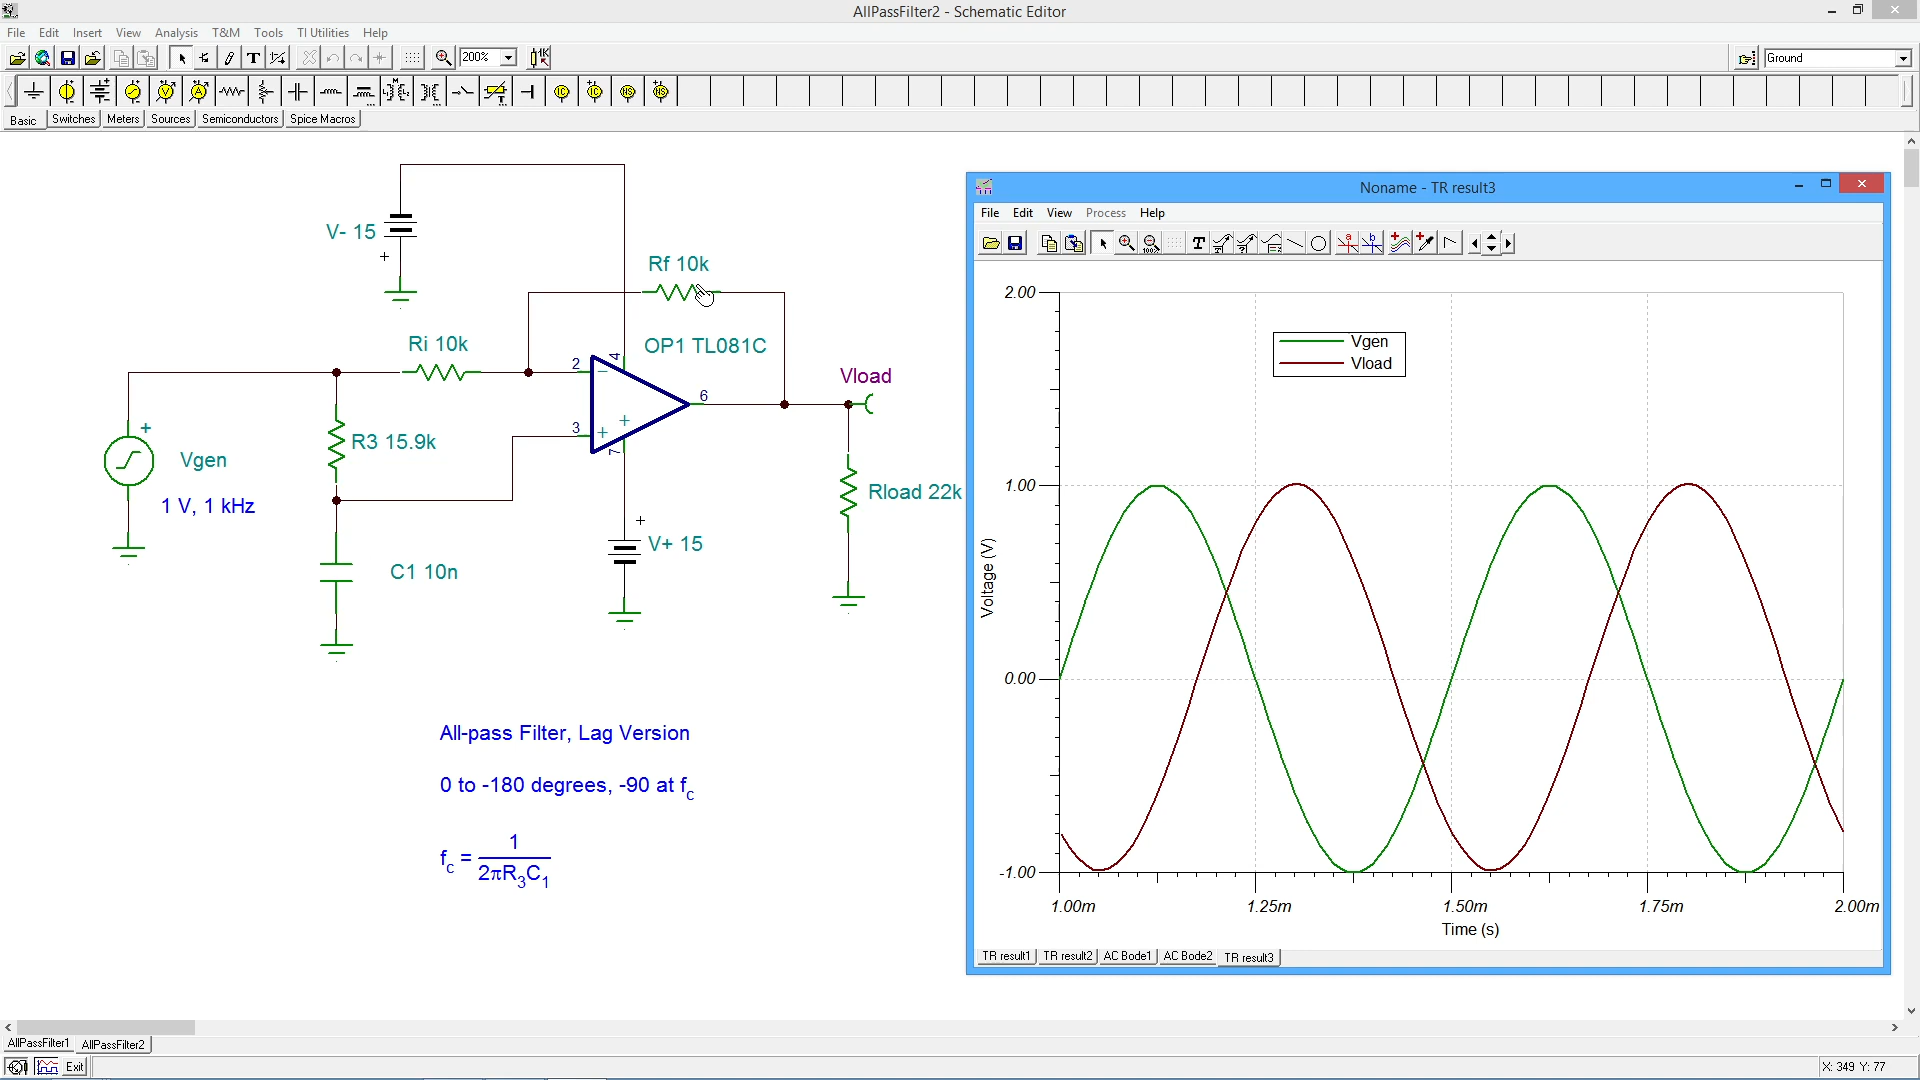 AllPassFilter2 - Schematic Editor
File Edit Insert View Analysis T&M Tools TI Utilities Help
200%
Ground
Basic Switches Meters Sources Semiconductors Spice Macros
V- 15
+
Rf 10k
Ri 10k
OP1 TL081C
2
4
6
3
7
Vload
+
R3 15.9k
Vgen
1 V, 1 kHz
Rload 22k
+
V+ 15
C1 10n
All-pass Filter, Lag Version
0 to -180 degrees, -90 at fc
fc = 1
2πR3C1
Noname - TR result3
File Edit View Process Help
2.00
Vgen
Vload
1.00
Voltage (V)
0.00
-1.00
1.00m 1.25m 1.50m 1.75m 2.00m
Time (s)
TR result1 TR result2 AC Bode1 AC Bode2 TR result3
AllPassFilter1 AllPassFilter2
Exit
X: 349 Y: 77